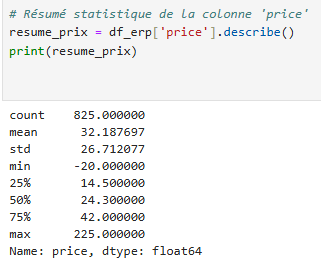 # Résumé statistique de la colonne 'price'
resume_prix = df_erp['price'].describe()
print(resume_prix)
count    825.000000
mean      32.187697
std       26.712077
min      -20.000000
25%       14.500000
50%       24.300000
75%       42.000000
max      225.000000
Name: price, dtype: float64